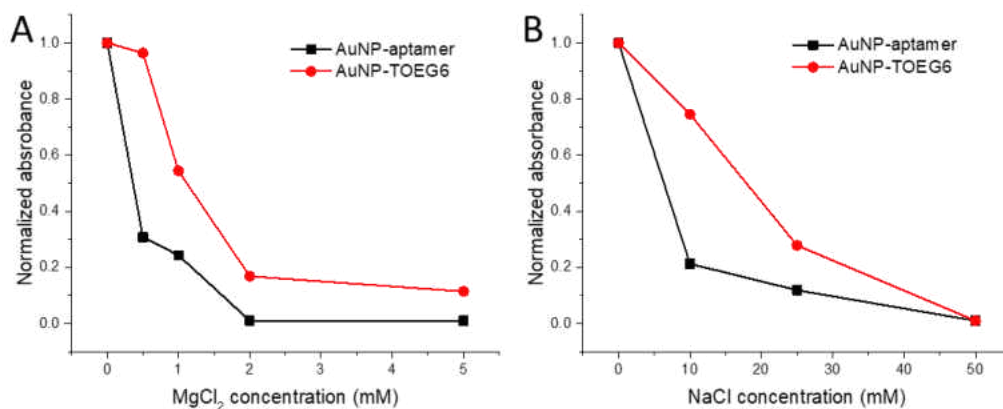 A
AuNP-aptamer
AuNP-TOEG6
Normalized absrobance
1.0
0.8
0.6
0.4
0.2
0.0
0 1 2 3 4 5
MgCl₂ concentration (mM)
B
AuNP-aptamer
AuNP-TOEG6
Normalized absorbance
1.0
0.8
0.6
0.4
0.2
0.0
0 10 20 30 40 50
NaCl concentration (mM)